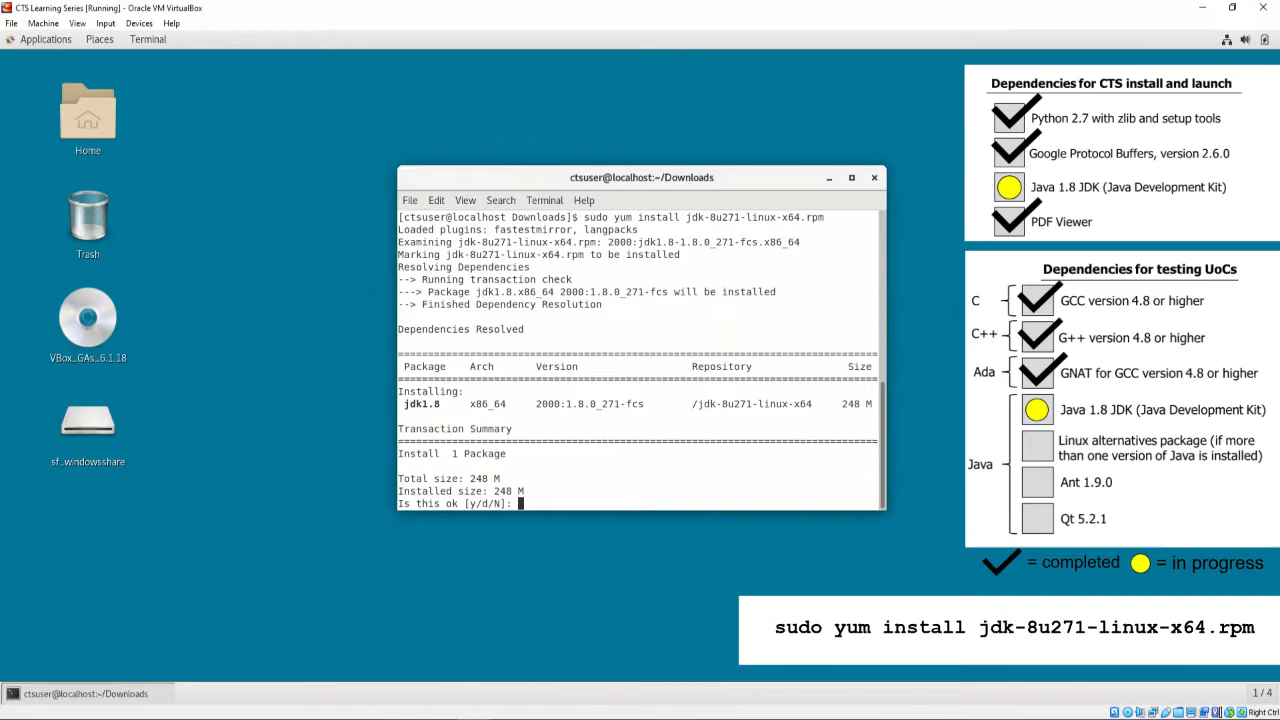 CTS Learning Series [Running] - Oracle VM VirtualBox
File Machine View Input Devices Help
Applications Places Terminal
Home
Trash
VBox_GAs_6.1.18
sf_windowsshare
ctsuser@localhost:~/Downloads
File Edit View Search Terminal Help
[ctsuser@localhost Downloads]$ sudo yum install jdk-8u271-linux-x64.rpm
Loaded plugins: fastestmirror, langpacks
Examining jdk-8u271-linux-x64.rpm: 2000:jdk1.8-1.8.0_271-fcs.x86_64
Marking jdk-8u271-linux-x64.rpm to be installed
Resolving Dependencies
--> Running transaction check
---> Package jdk1.8.x86_64 2000:1.8.0_271-fcs will be installed
--> Finished Dependency Resolution
Dependencies Resolved
================================================================================
Package Arch Version Repository Size
================================================================================
Installing:
jdk1.8 x86_64 2000:1.8.0_271-fcs /jdk-8u271-linux-x64 248 M
Transaction Summary
================================================================================
Install 1 Package
Total size: 248 M
Installed size: 248 M
Is this ok [y/d/N]:
Dependencies for CTS install and launch
Python 2.7 with zlib and setup tools
Google Protocol Buffers, version 2.6.0
Java 1.8 JDK (Java Development Kit)
PDF Viewer
Dependencies for testing UoCs
C GCC version 4.8 or higher
C++ G++ version 4.8 or higher
Ada GNAT for GCC version 4.8 or higher
Java
Java 1.8 JDK (Java Development Kit)
Linux alternatives package (if more
than one version of Java is installed)
Ant 1.9.0
Qt 5.2.1
= completed = in progress
sudo yum install jdk-8u271-linux-x64.rpm
ctsuser@localhost:~/Downloads
1 / 4
Right Ctrl